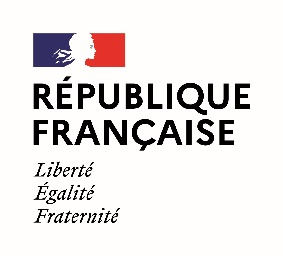 RÉPUBLIQUE
FRANÇAISE
Liberté
Égalité
Fraternité